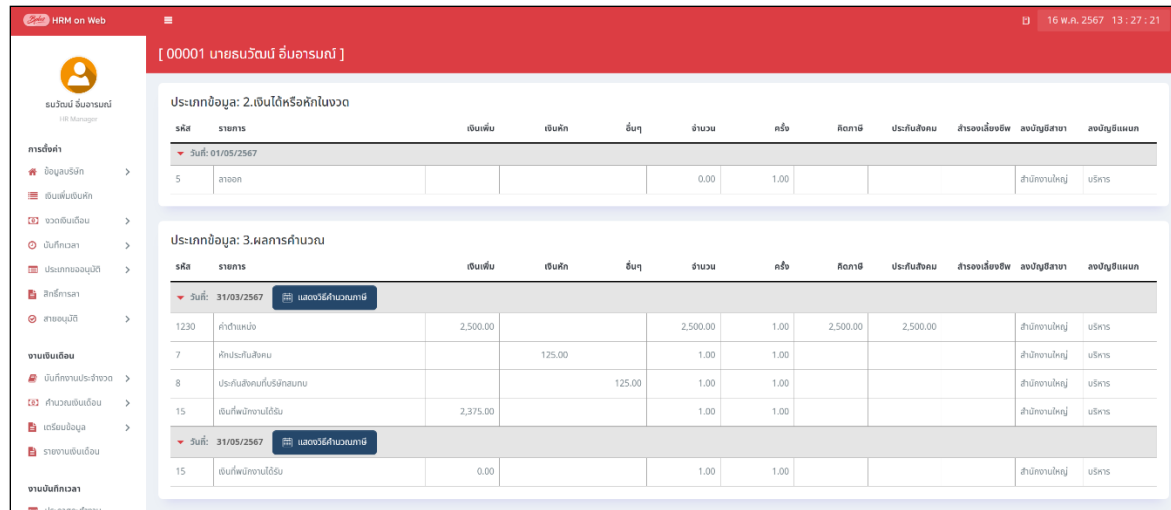 Byte HRM on Web
16 พ.ค. 2567 13 : 27 : 21
[ 00001 นายธนวัฒน์ อิ่มอารมณ์ ]
ธนวัฒน์ อิ่มอารมณ์
HR Manager
การตั้งค่า
ข้อมูลบริษัท
เงินเพิ่มเงินหัก
งวดเงินเดือน
บันทึกเวลา
ประเภทขออนุมัติ
สิทธิ์การลา
สายอนุมัติ
งานเงินเดือน
บันทึกงานประจำงวด
คำนวณเงินเดือน
เตรียมข้อมูล
รายงานเงินเดือน
งานบันทึกเวลา
ประเภทข้อมูล: 2.เงินได้หรือหักในงวด
รหัส รายการ เงินเพิ่ม เงินหัก อื่นๆ จำนวน ครั้ง คิดภาษี ประกันสังคม สำรองเลี้ยงชีพ ลงบัญชีสาขา ลงบัญชีแผนก
วันที่: 01/05/2567
5 ลาออก 0.00 1.00 สำนักงานใหญ่ บริหาร
ประเภทข้อมูล: 3.ผลการคำนวณ
รหัส รายการ เงินเพิ่ม เงินหัก อื่นๆ จำนวน ครั้ง คิดภาษี ประกันสังคม สำรองเลี้ยงชีพ ลงบัญชีสาขา ลงบัญชีแผนก
วันที่: 31/03/2567 แสดงวิธีคำนวณภาษี
1230 ค่าตำแหน่ง 2,500.00 2,500.00 1.00 2,500.00 2,500.00 สำนักงานใหญ่ บริหาร
7 หักประกันสังคม 125.00 1.00 1.00 สำนักงานใหญ่ บริหาร
8 ประกันสังคมที่บริษัทสมทบ 125.00 1.00 1.00 สำนักงานใหญ่ บริหาร
15 เงินที่พนักงานได้รับ 2,375.00 1.00 1.00 สำนักงานใหญ่ บริหาร
วันที่: 31/05/2567 แสดงวิธีคำนวณภาษี
15 เงินที่พนักงานได้รับ 0.00 1.00 1.00 สำนักงานใหญ่ บริหาร